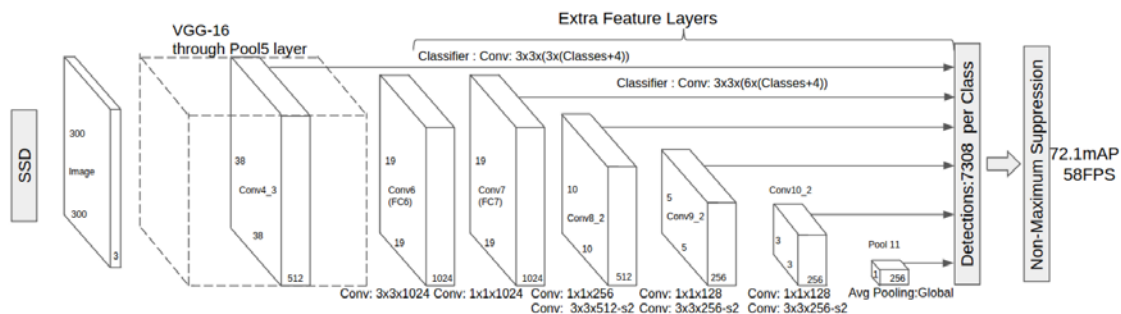 Extra Feature Layers
VGG-16
through Pool5 layer
Classifier : Conv: 3x3x(3x(Classes+4))
Classifier : Conv: 3x3x(6x(Classes+4))
SSD
300
Image
300
3
38
Conv4_3
38
512
19
Conv6
(FC6)
19
1024
19
Conv7
(FC7)
19
1024
10
Conv8_2
10
512
5
Conv9_2
5
256
Conv10_2
3
3
256
Pool 11
1
256
Conv: 3x3x1024
Conv: 1x1x1024
Conv: 1x1x256
Conv: 3x3x512-s2
Conv: 1x1x128
Conv: 3x3x256-s2
Conv: 1x1x128
Conv: 3x3x256-s2
Avg Pooling:Global
Detections:7308 per Class
Non-Maximum Suppression
72.1mAP
58FPS